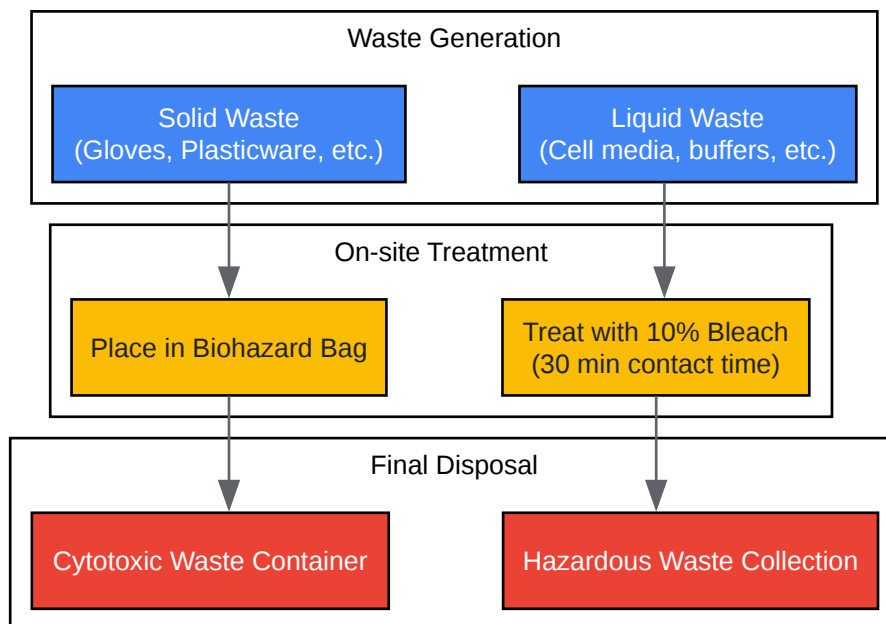 Waste Generation
Solid Waste
(Gloves, Plasticware, etc.)
Liquid Waste
(Cell media, buffers, etc.)
On-site Treatment
Place in Biohazard Bag
Treat with 10% Bleach
(30 min contact time)
Final Disposal
Cytotoxic Waste Container
Hazardous Waste Collection